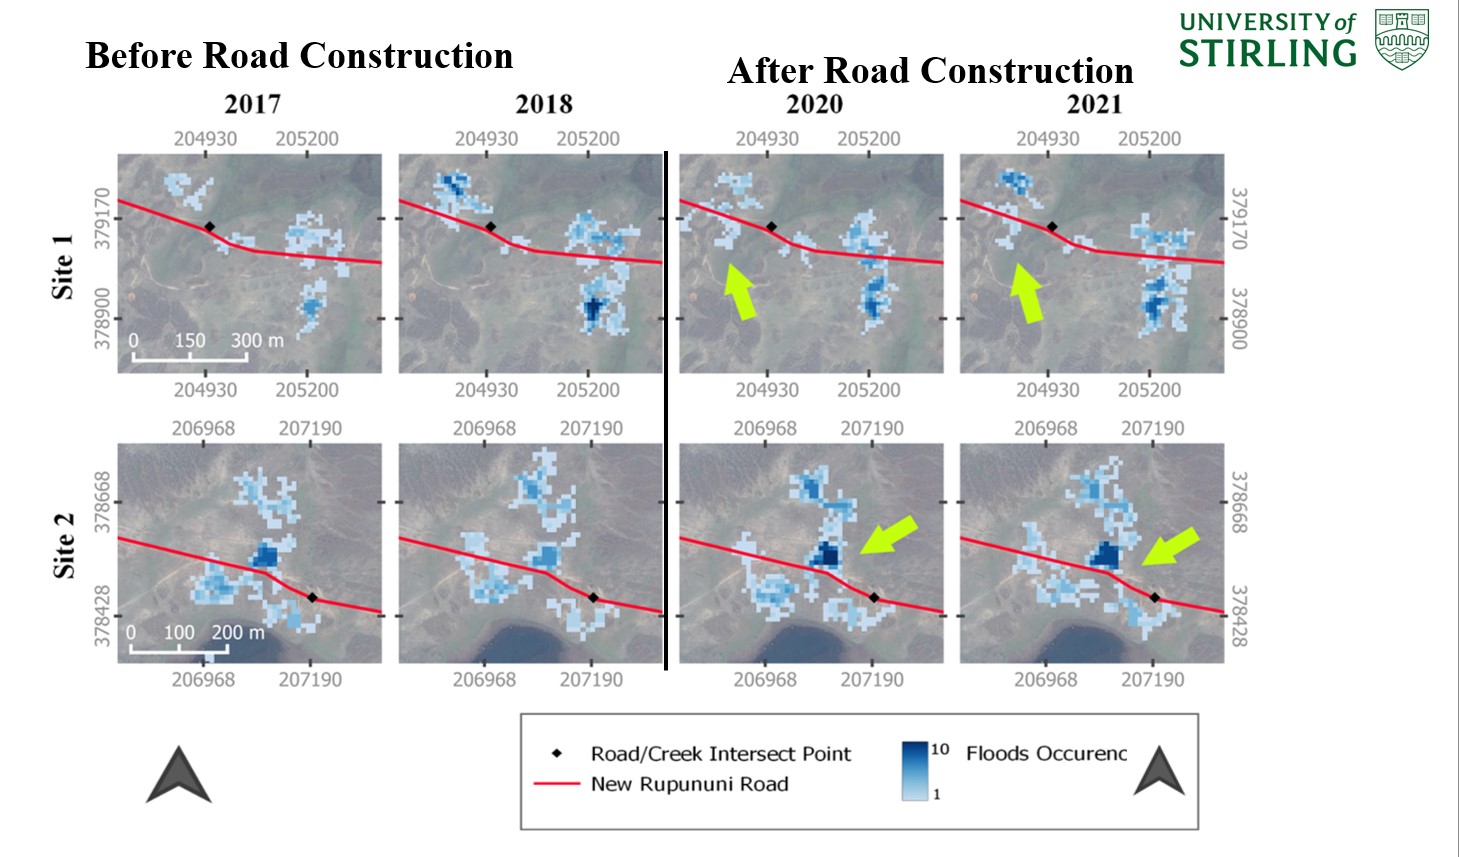 UNIVERSITY of
STIRLING
Before Road Construction
After Road Construction
2017
2018
2020
2021
204930 205200
204930 205200
204930 205200
204930 205200
Site 1
379170
378900
379170
378900
0 150 300 m
204930 205200
204930 205200
204930 205200
204930 205200
206968 207190
206968 207190
206968 207190
206968 207190
Site 2
378668
378428
378668
378428
0 100 200 m
206968 207190
206968 207190
206968 207190
206968 207190
Road/Creek Intersect Point
New Rupununi Road
10
1
Floods Occurenc